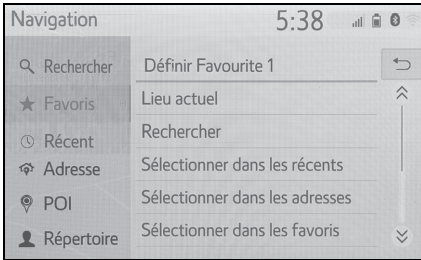 Navigation 5:38
Rechercher
Favoris
Récent
Adresse
POI
Répertoire
Définir Favourite 1
Lieu actuel
Rechercher
Sélectionner dans les récents
Sélectionner dans les adresses
Sélectionner dans les favoris